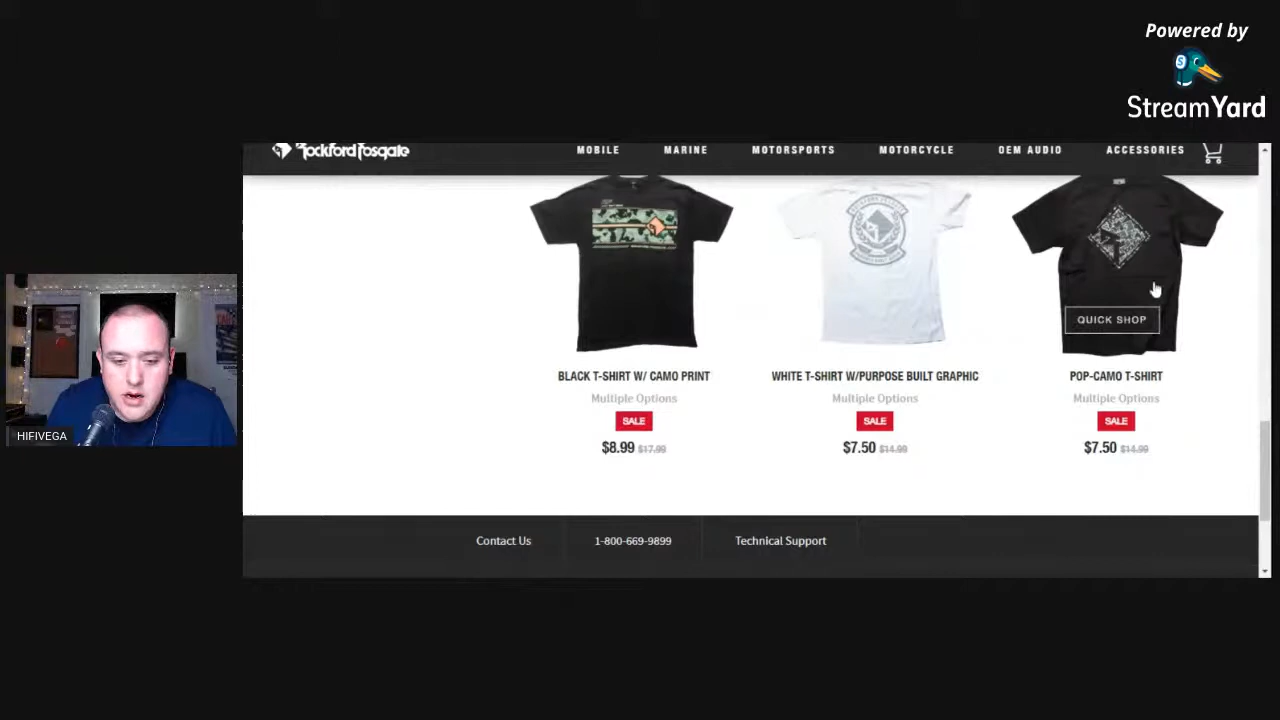 Powered by
StreamYard
Rockford Fosgate
MOBILE MARINE MOTORSPORTS MOTORCYCLE OEM AUDIO ACCESSORIES
QUICK SHOP
BLACK T-SHIRT W/ CAMO PRINT WHITE T-SHIRT W/PURPOSE BUILT GRAPHIC POP-CAMO T-SHIRT
Multiple Options Multiple Options Multiple Options
SALE SALE SALE
$8.99 $17.99 $7.50 $14.99 $7.50 $14.99
HIFIVEGA
Contact Us 1-800-669-9899 Technical Support